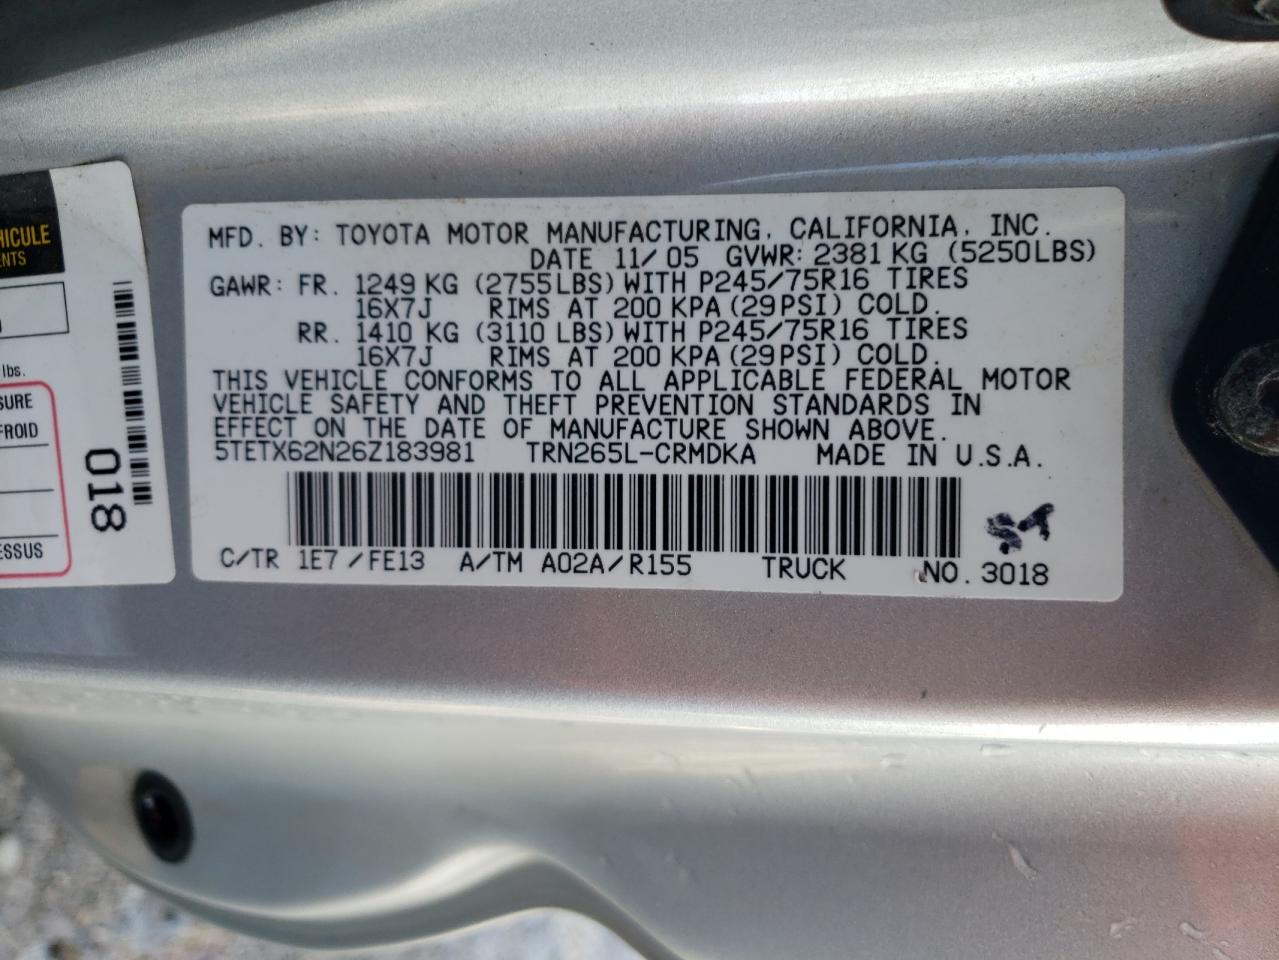 HICULE
ENTS
lbs.
SURE
FROID
ESSUS
018
MFD. BY: TOYOTA MOTOR MANUFACTURING, CALIFORNIA, INC.
DATE 11/05 GVWR: 2381 KG (5250LBS)
GAWR: FR. 1249 KG (2755LBS) WITH P245/75R16 TIRES
16X7J RIMS AT 200 KPA (29PSI) COLD.
RR. 1410 KG (3110 LBS) WITH P245/75R16 TIRES
16X7J RIMS AT 200 KPA (29PSI) COLD.
THIS VEHICLE CONFORMS TO ALL APPLICABLE FEDERAL MOTOR
VEHICLE SAFETY AND THEFT PREVENTION STANDARDS IN
EFFECT ON THE DATE OF MANUFACTURE SHOWN ABOVE.
5TETX62N26Z183981 TRN265L-CRMDKA MADE IN U.S.A.
C/TR 1E7/FE13 A/TM A02A/R155 TRUCK NO. 3018